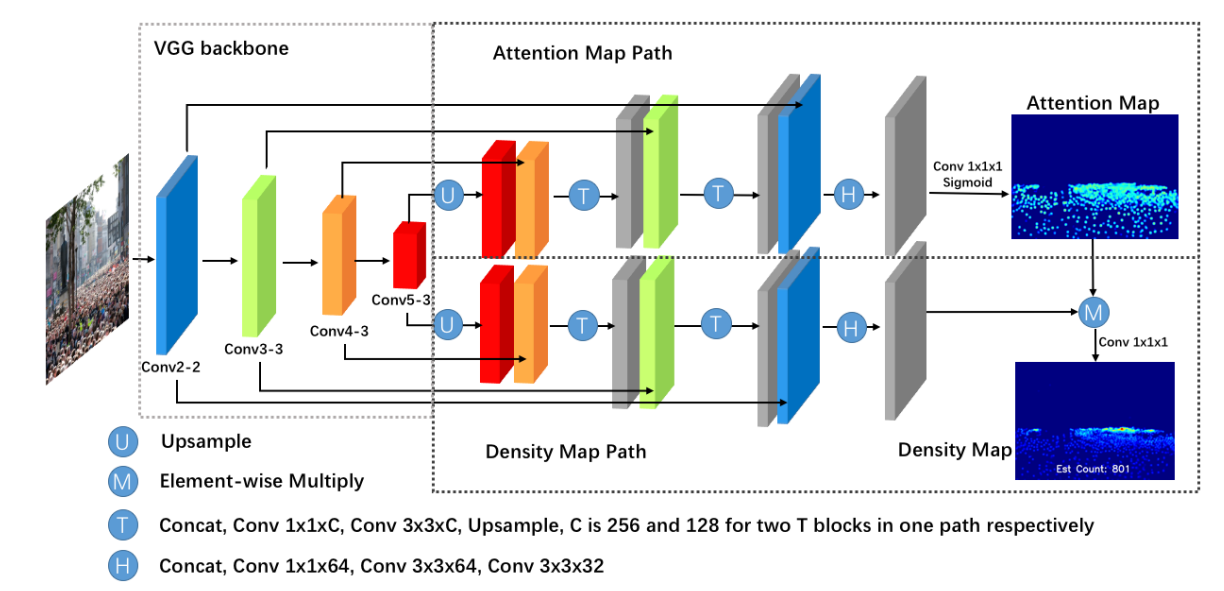 VGG backbone
Attention Map Path
Attention Map
U
T
T
H
Conv 1x1x1
Sigmoid
Conv5-3
Conv4-3
Conv3-3
Conv2-2
U
T
T
H
M
Conv 1x1x1
Density Map Path
Density Map
Est Count: 801
U Upsample
M Element-wise Multiply
T Concat, Conv 1x1xC, Conv 3x3xC, Upsample, C is 256 and 128 for two T blocks in one path respectively
H Concat, Conv 1x1x64, Conv 3x3x64, Conv 3x3x32